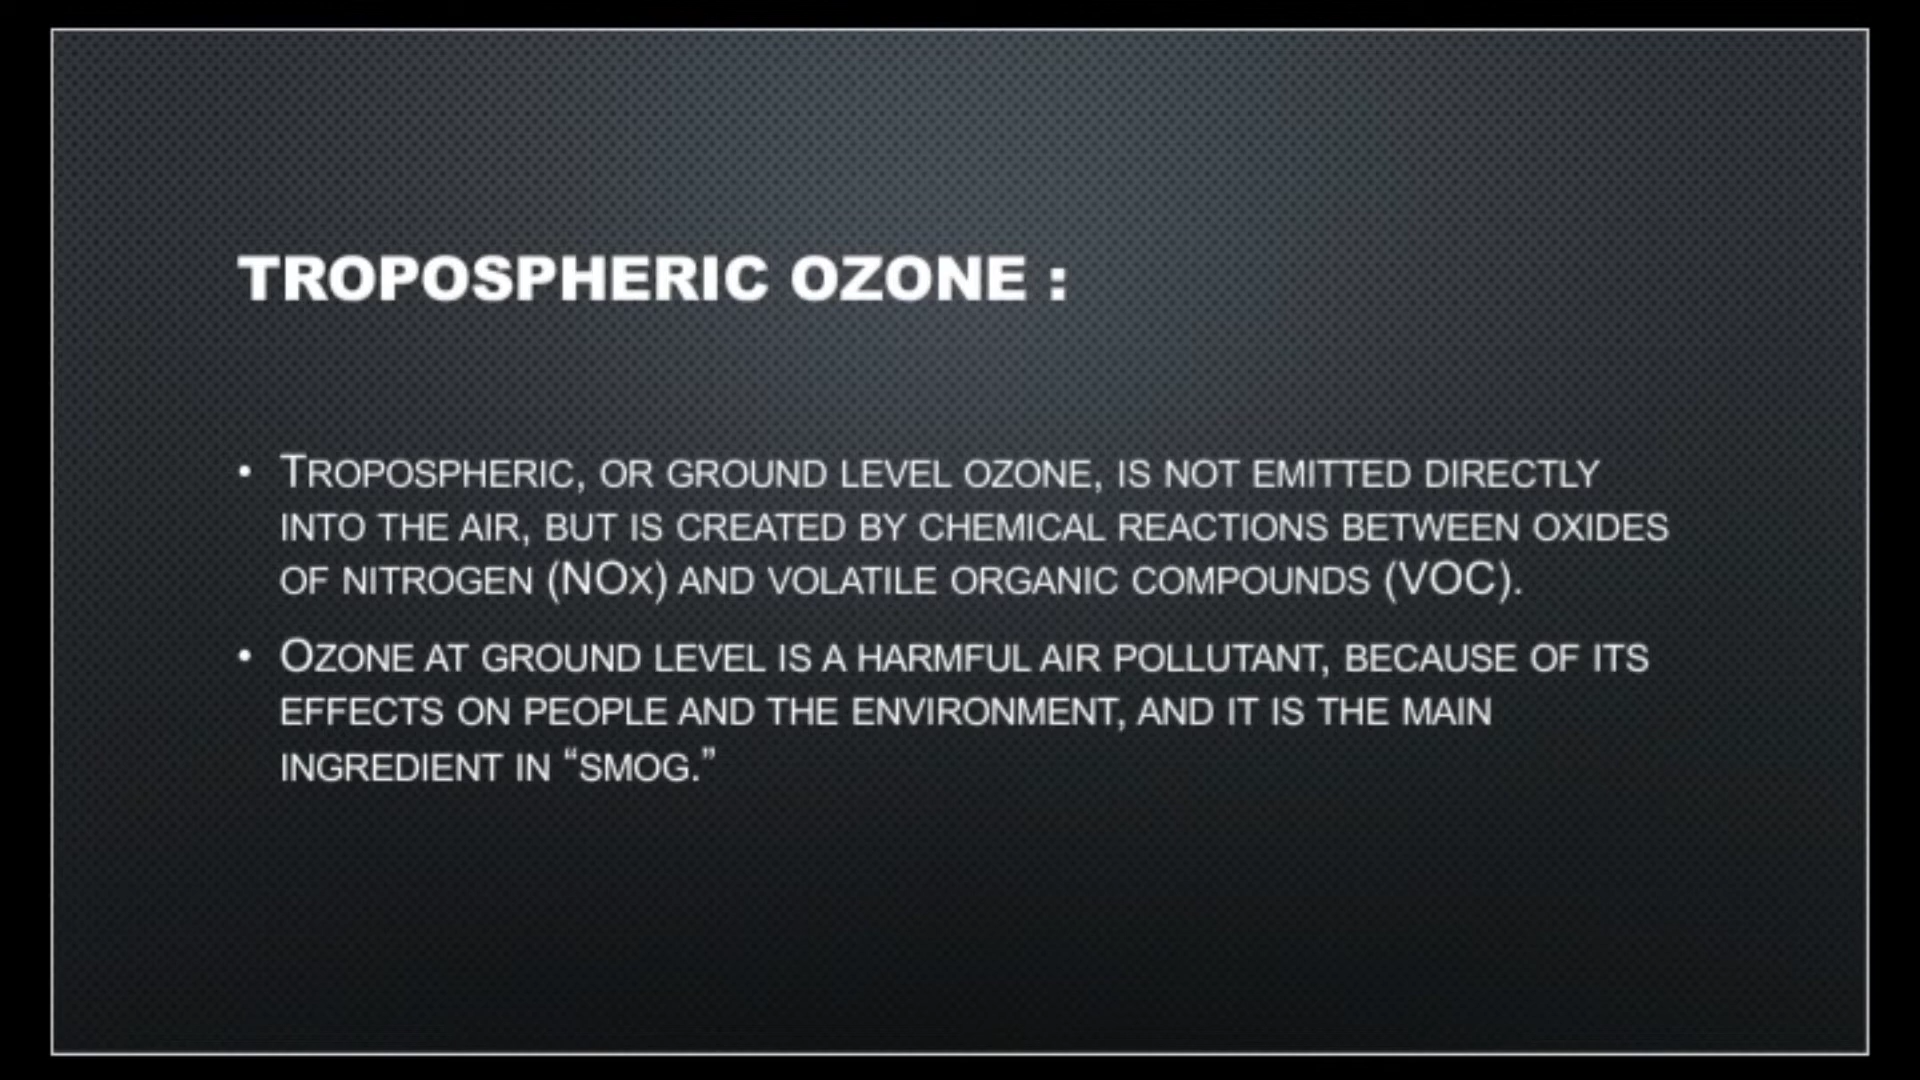 TROPOSPHERIC OZONE :
• TROPOSPHERIC, OR GROUND LEVEL OZONE, IS NOT EMITTED DIRECTLY
INTO THE AIR, BUT IS CREATED BY CHEMICAL REACTIONS BETWEEN OXIDES
OF NITROGEN (NOX) AND VOLATILE ORGANIC COMPOUNDS (VOC).
• OZONE AT GROUND LEVEL IS A HARMFUL AIR POLLUTANT, BECAUSE OF ITS
EFFECTS ON PEOPLE AND THE ENVIRONMENT, AND IT IS THE MAIN
INGREDIENT IN “SMOG.”